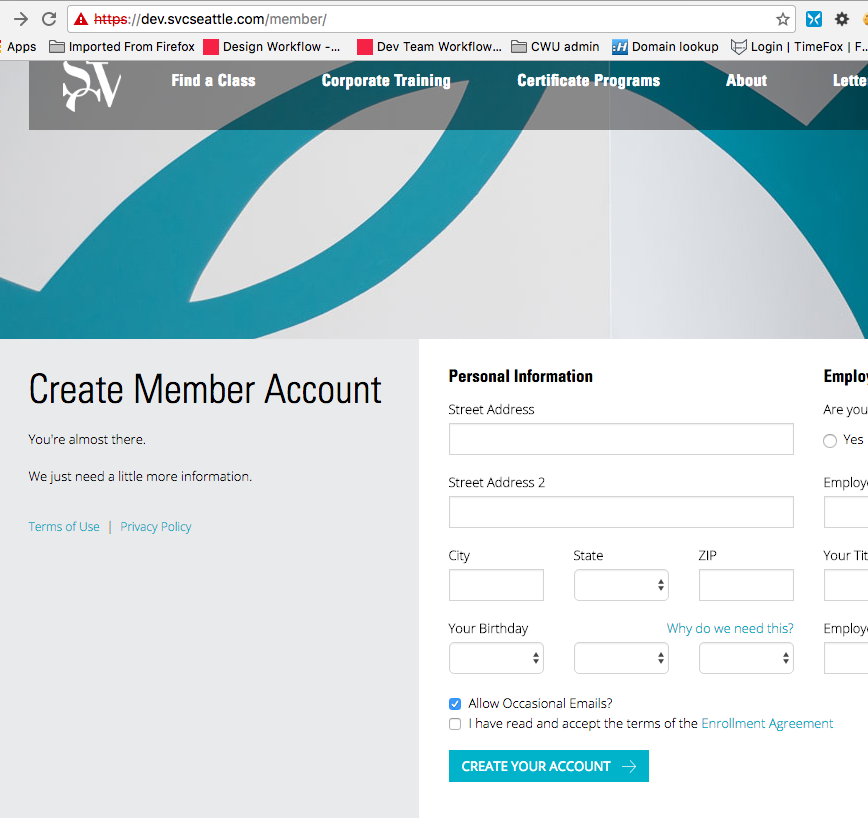 https://dev.svcseattle.com/member/
Apps Imported From Firefox Design Workflow -... Dev Team Workflow... CWU admin :H Domain lookup Login | TimeFox | F...
SVC Find a Class Corporate Training Certificate Programs About Lette
Create Member Account
You're almost there.
We just need a little more information.
Terms of Use | Privacy Policy
Personal Information
Street Address
Street Address 2
City State ZIP
Your Birthday Why do we need this?
Allow Occasional Emails?
I have read and accept the terms of the Enrollment Agreement
CREATE YOUR ACCOUNT
Emplo
Are you
Yes
Employ
Your Tit
Employ